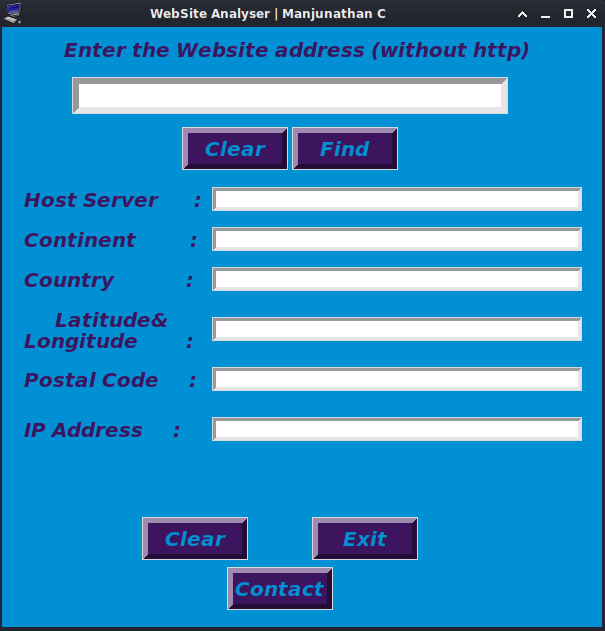 WebSite Analyser | Manjunathan C
Enter the Website address (without http)
Clear Find
Host Server :
Continent :
Country :
Latitude&
Longitude :
Postal Code :
IP Address :
Clear Exit
Contact